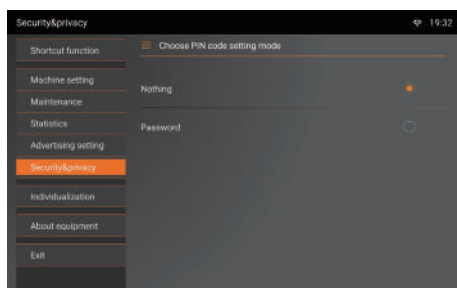 Security&privacy 19:32
Shortcut function
Choose PIN code setting mode
Machine setting
Nothing
Maintenance
Statistics
Password
Advertising setting
Security&privacy
Individualization
About equipment
Exit